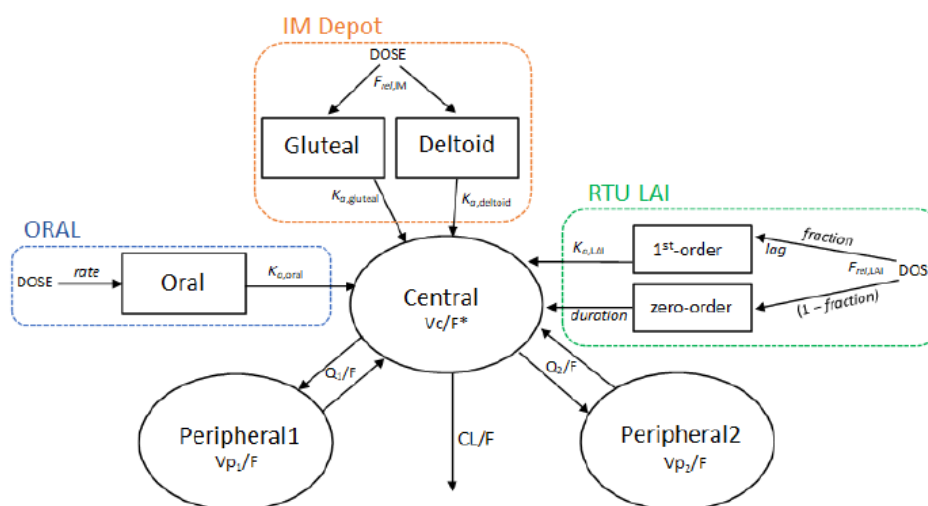 IM Depot
DOSE
Frel,IM
Gluteal
Deltoid
Ka,gluteal
Ka,deltoid
RTU LAI
ORAL
DOSE
rate
Oral
Ka,oral
Central
Vc/F*
Ka,LAI
1st-order
lag
fraction
Frel,LAI
DOS
duration
zero-order
(1 – fraction)
Q1/F
Q2/F
Peripheral1
Vp1/F
CL/F
Peripheral2
Vp2/F